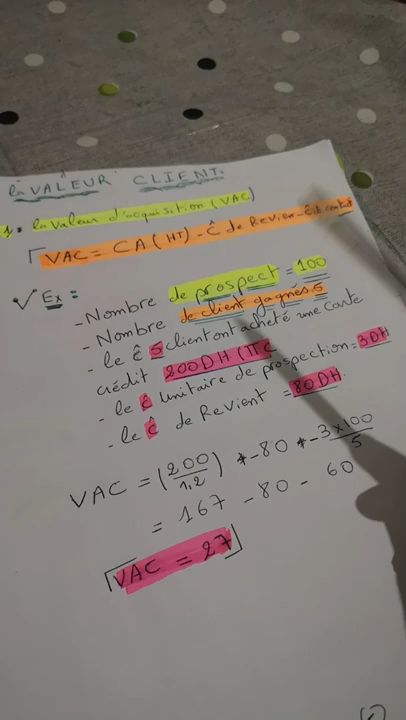 la VALEUR CLIENT:
1. la valeur d'acquisition (VAC)
VAC = CA (HT) - C de Revien - C de
✓ Ex :
- Nombre de prospect = 100
- Nombre de client gagnés 5
- le C 5 client ont acheté une carte
crédit 200DH (TTC
- le C unitaire de prospection = 3DH
- le C de Revient = 80DH.
VAC = (200/1,2) - 80 - 3x100/5
= 167 - 80 - 60
VAC = 27